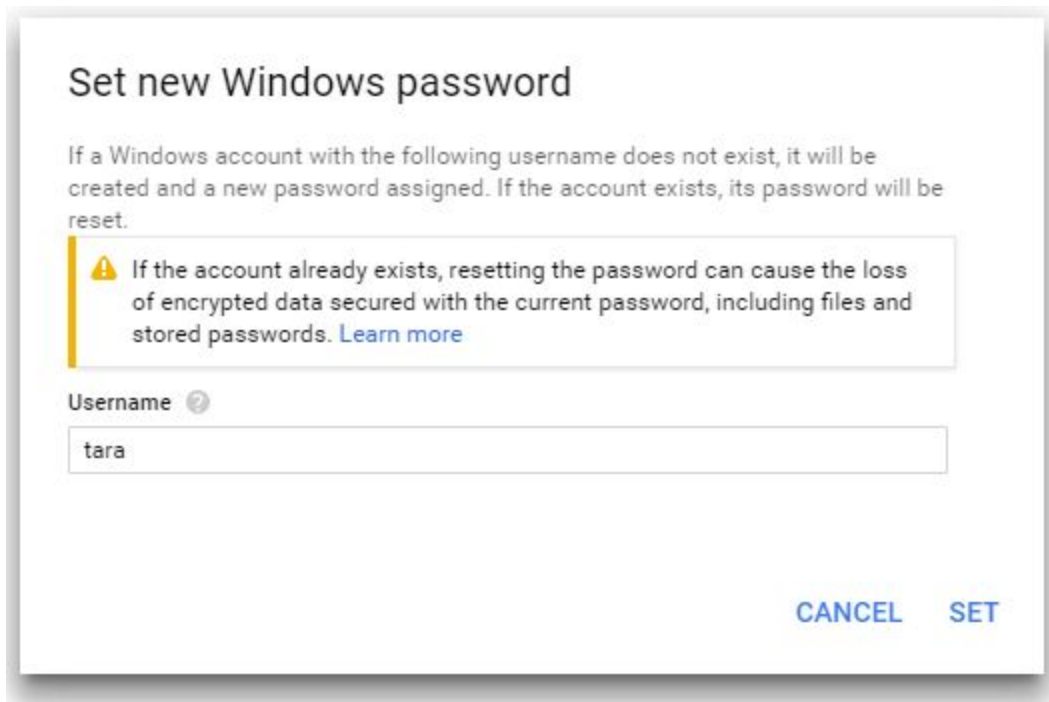 Set new Windows password
If a Windows account with the following username does not exist, it will be
created and a new password assigned. If the account exists, its password will be
reset.
If the account already exists, resetting the password can cause the loss
of encrypted data secured with the current password, including files and
stored passwords. Learn more
Username
tara
CANCEL SET